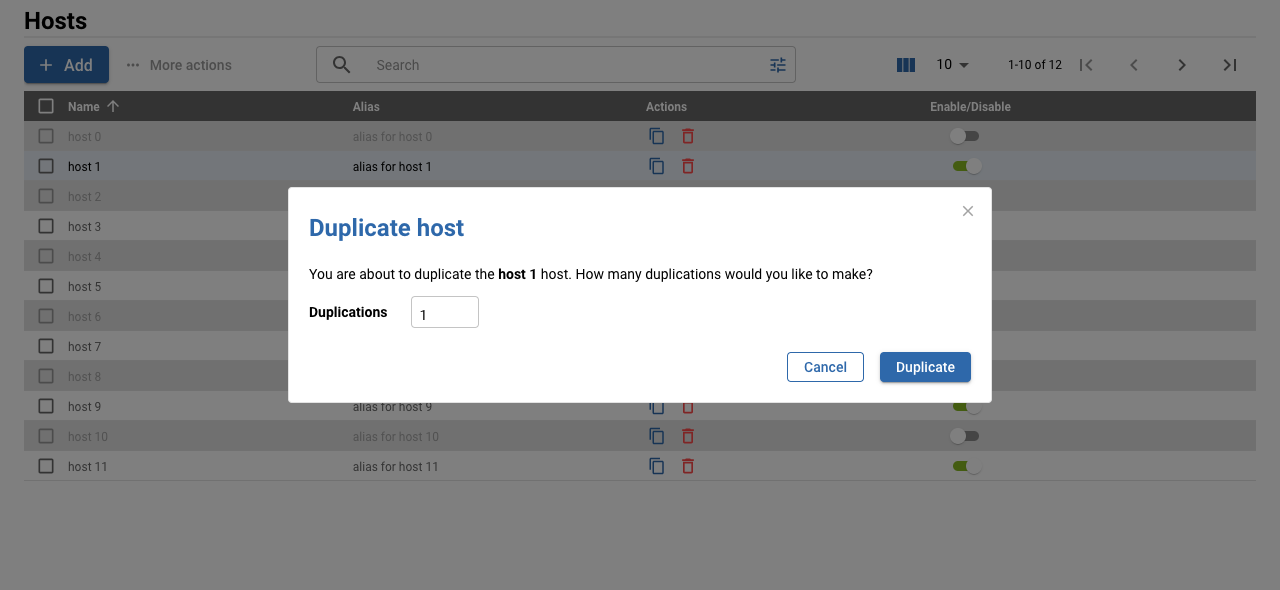 Hosts
Add
More actions
Search
10
1-10 of 12
Name Alias Actions Enable/Disable
host 0 alias for host 0
host 1 alias for host 1
host 2
host 3
host 4
host 5
host 6
host 7
host 8
host 9 alias for host 9
host 10 alias for host 10
host 11 alias for host 11
Duplicate host
You are about to duplicate the host 1 host. How many duplications would you like to make?
Duplications 1
Cancel Duplicate